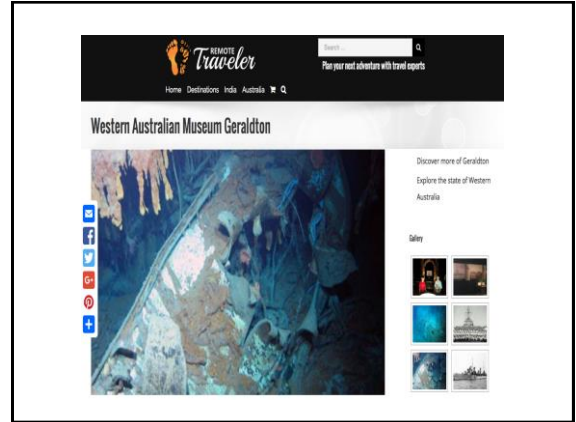 REMOTE
Traveler
Search ...
Plan your next adventure with travel experts
Home Destinations India Australia
Western Australian Museum Geraldton
Discover more of Geraldton
Explore the state of Western
Australia
Gallery
G+